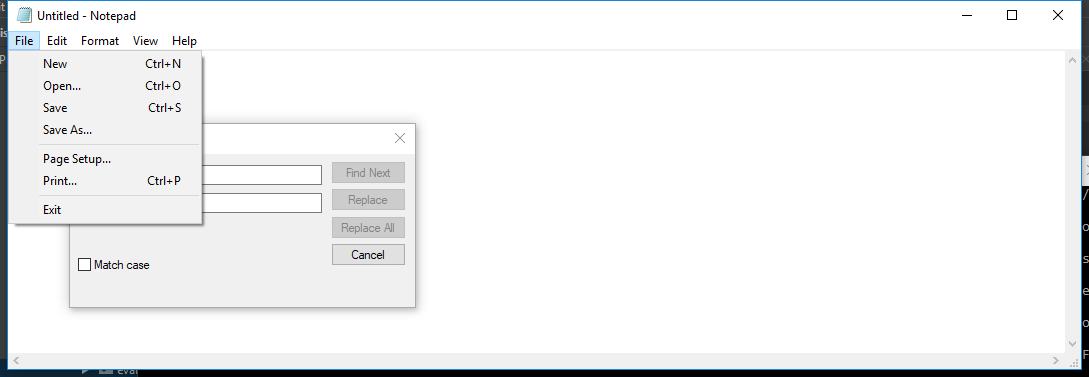 Untitled - Notepad
File Edit Format View Help
New Ctrl+N
Open... Ctrl+O
Save Ctrl+S
Save As...
Page Setup...
Print... Ctrl+P
Exit
Find Next
Replace
Replace All
Cancel
Match case